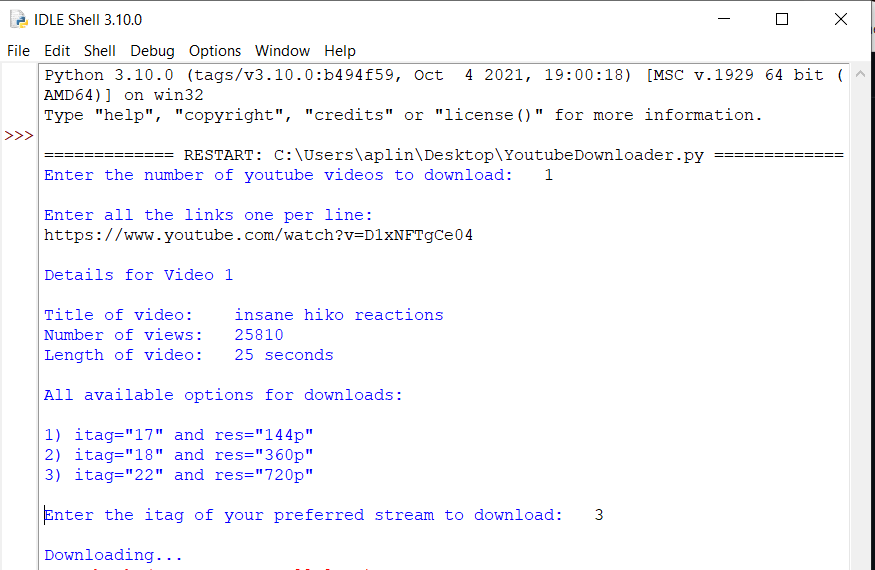 IDLE Shell 3.10.0
File Edit Shell Debug Options Window Help
Python 3.10.0 (tags/v3.10.0:b494f59, Oct  4 2021, 19:00:18) [MSC v.1929 64 bit (
AMD64)] on win32
Type "help", "copyright", "credits" or "license()" for more information.
>>>
============= RESTART: C:\Users\aplin\Desktop\YoutubeDownloader.py =============
Enter the number of youtube videos to download:   1
Enter all the links one per line:
https://www.youtube.com/watch?v=D1xNFTgCe04
Details for Video 1
Title of video:    insane hiko reactions
Number of views:   25810
Length of video:   25 seconds
All available options for downloads:
1) itag="17" and res="144p"
2) itag="18" and res="360p"
3) itag="22" and res="720p"
Enter the itag of your preferred stream to download:   3
Downloading...